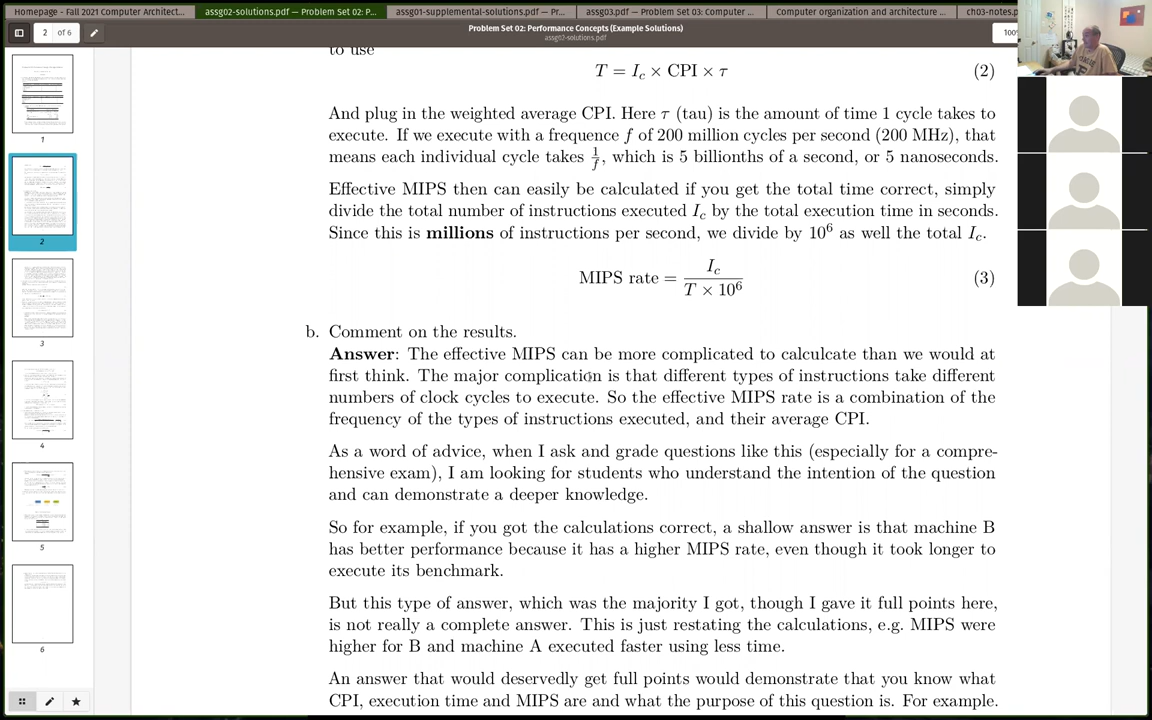 Homepage - Fall 2021 Computer Architect...
assg02-solutions.pdf — Problem Set 02: P...
assg01-supplemental-solutions.pdf — Pr...
assg03.pdf — Problem Set 03: Computer ...
Computer organization and architecture ...
ch03-notes.p
2 of 6
Problem Set 02: Performance Concepts (Example Solutions)
assg02-solutions.pdf
100
to use
T = I_c × CPI × τ (2)
And plug in the weighted average CPI. Here τ (tau) is the amount of time 1 cycle takes to
execute. If we execute with a frequence f of 200 million cycles per second (200 MHz), that
means each individual cycle takes 1/f, which is 5 billionths of a second, or 5 nanoseconds.
Effective MIPS then can easily be calculated if you get the total time correct, simply
divide the total number of instructions executed I_c by the total execution time in seconds.
Since this is millions of instructions per second, we divide by 10^6 as well the total I_c.
MIPS rate = I_c / (T × 10^6) (3)
b. Comment on the results.
Answer: The effective MIPS can be more complicated to calculcate than we would at
first think. The major complication is that different types of instructions take different
numbers of clock cycles to execute. So the effective MIPS rate is a combination of the
frequency of the types of instructions executed, and their average CPI.
As a word of advice, when I ask and grade questions like this (especially for a compre-
hensive exam), I am looking for students who understand the intention of the question
and can demonstrate a deeper knowledge.
So for example, if you got the calculations correct, a shallow answer is that machine B
has better performance because it has a higher MIPS rate, even though it took longer to
execute its benchmark.
But this type of answer, which was the majority I got, though I gave it full points here,
is not really a complete answer. This is just restating the calculations, e.g. MIPS were
higher for B and machine A executed faster using less time.
An answer that would deservedly get full points would demonstrate that you know what
CPI, execution time and MIPS are and what the purpose of this question is. For example.
1
2
3
4
5
6